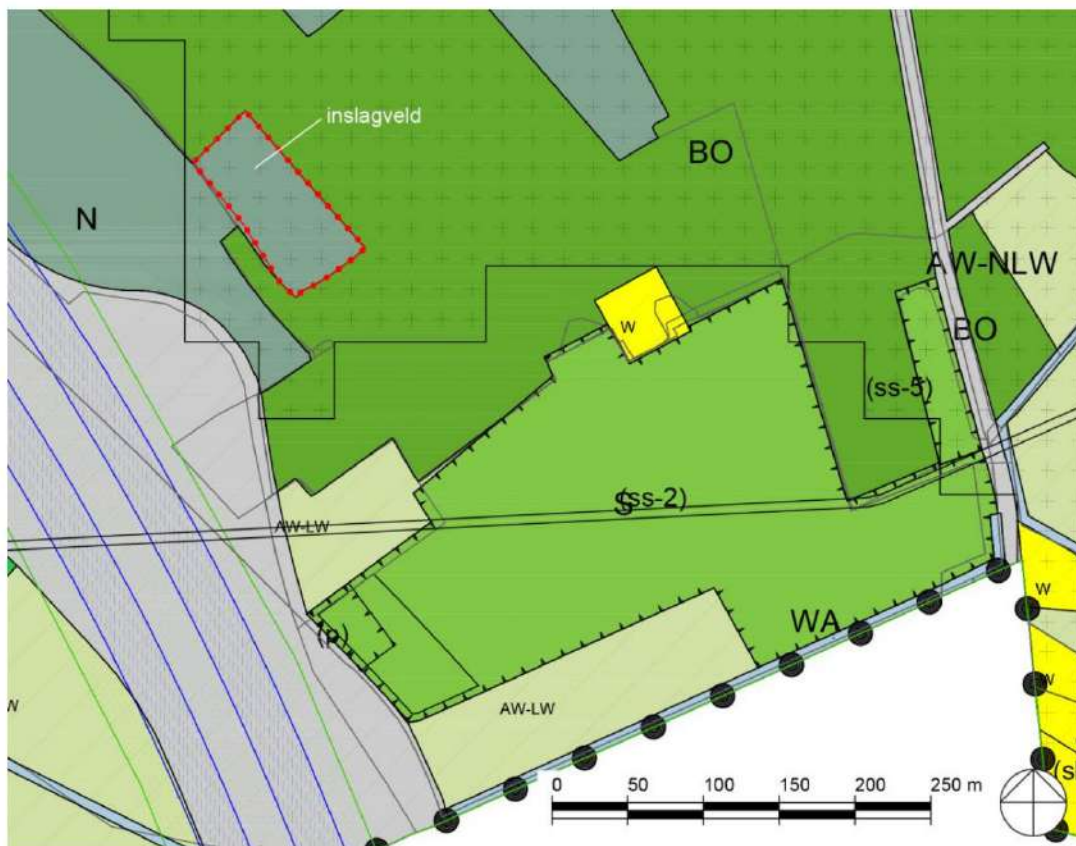 inslagveld
BO
N
AW-NLW
W
BO
(ss-5)
S
(ss-2)
AW-LW
W
(p)
WA
W
W
AW-LW
0 50 100 150 200 250 m